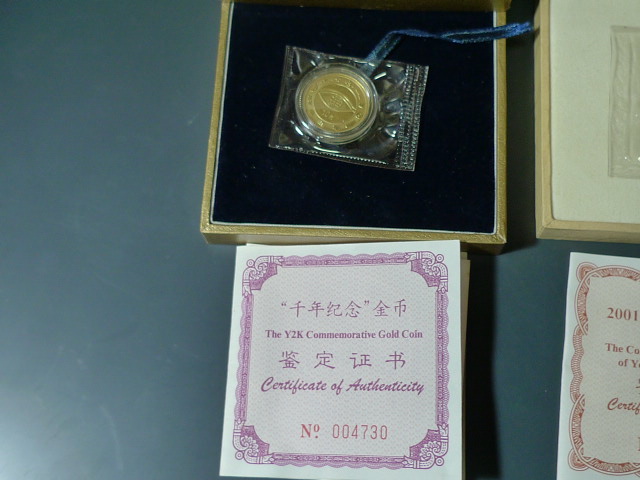 “千年纪念”金币
The Y2K Commemorative Gold Coin
鉴定证书
Certificate of Authenticity
Nº 004730
2001
The Co
of Ye
Certif